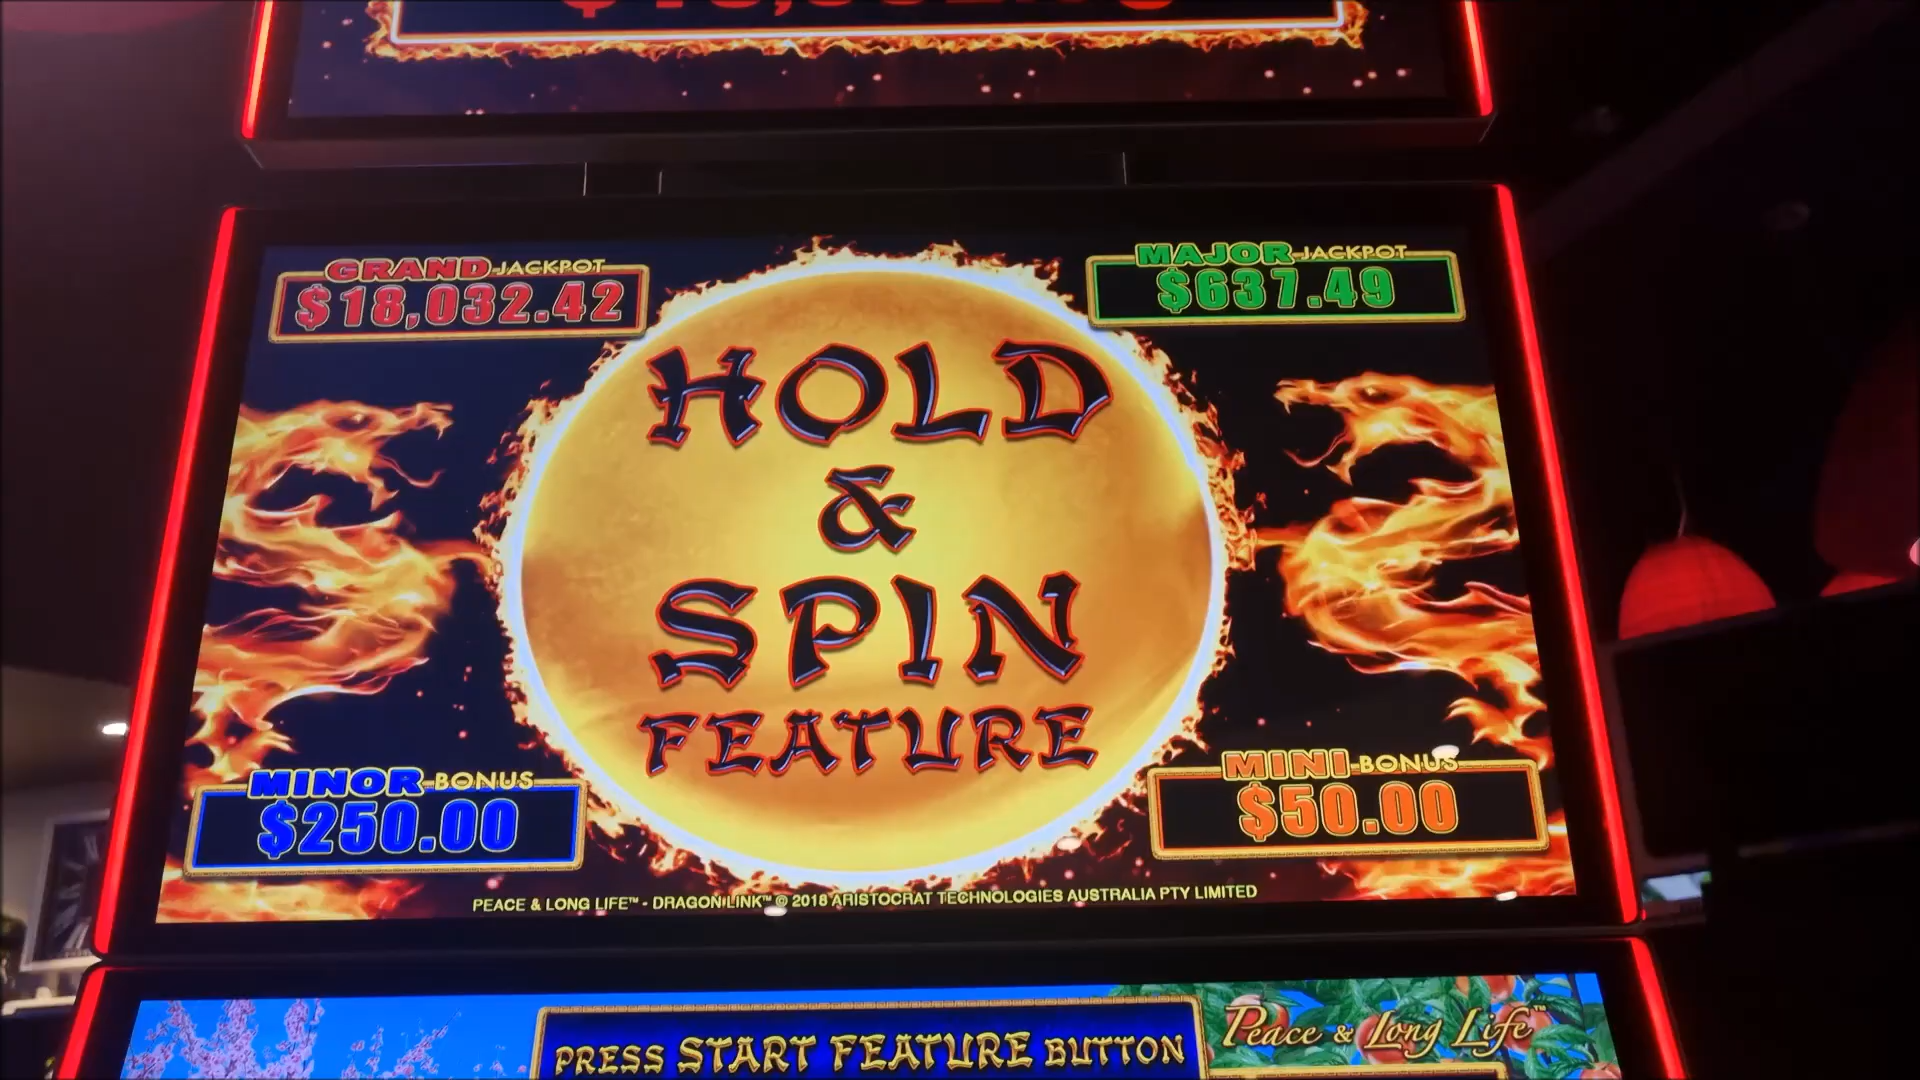 GRAND JACKPOT
$18,032.42
MAJOR JACKPOT
$637.49
HOLD
&
SPIN
FEATURE
MINOR BONUS
$250.00
MINI BONUS
$50.00
PEACE & LONG LIFE™ - DRAGON LINK™ © 2018 ARISTOCRAT TECHNOLOGIES AUSTRALIA PTY LIMITED
PRESS START FEATURE BUTTON
Peace & Long Life™